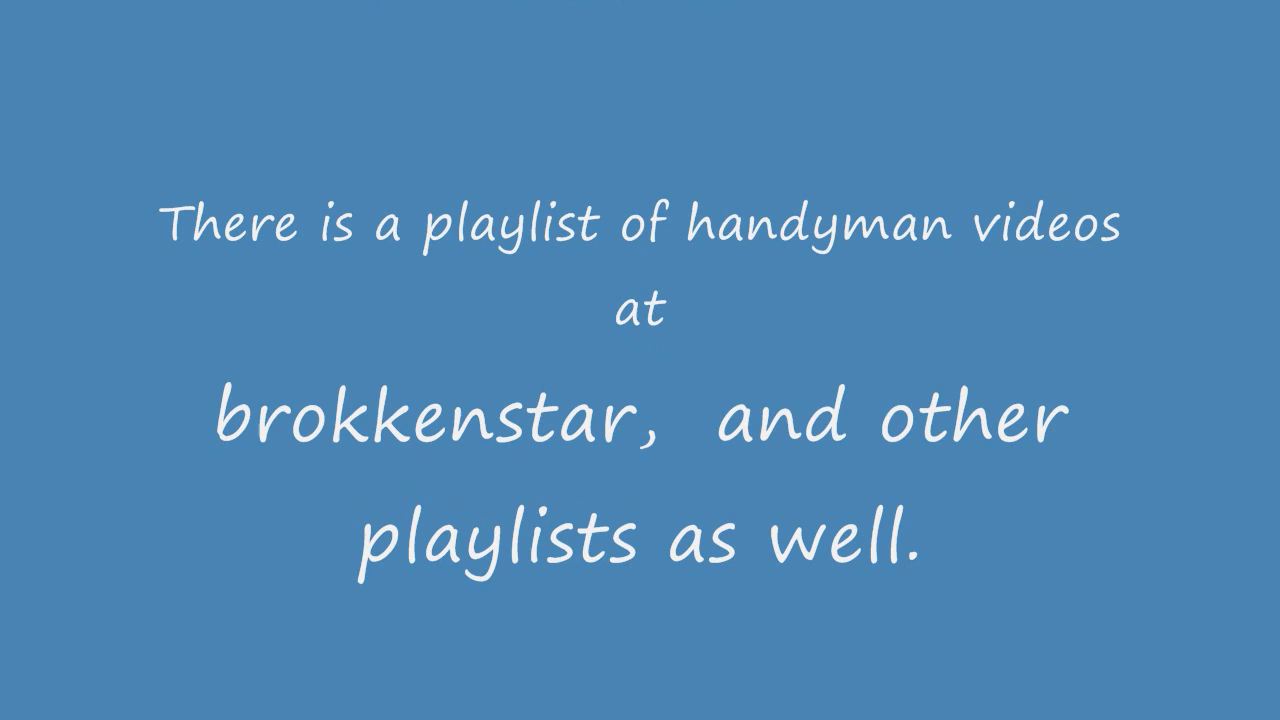 There is a playlist of handyman videos
at
brokkenstar, and other
playlists as well.